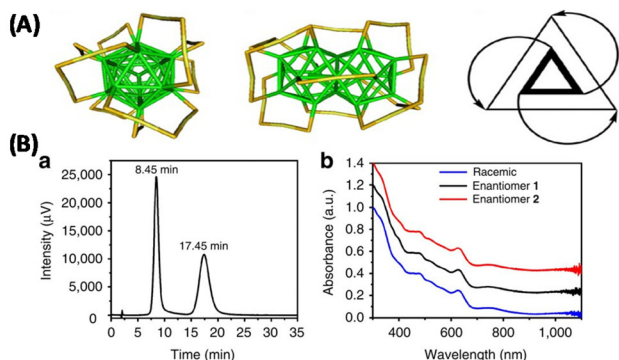 (A)
(B)
a
8.45 min
17.45 min
25,000
20,000
15,000
10,000
5,000
0
Intensity (µV)
0 5 10 15 20 25 30 35
Time (min)
b
Racemic
Enantiomer 1
Enantiomer 2
1.4
1.2
1.0
0.8
0.6
0.4
0.2
0.0
Absorbance (a.u.)
400 600 800 1,000
Wavelength (nm)